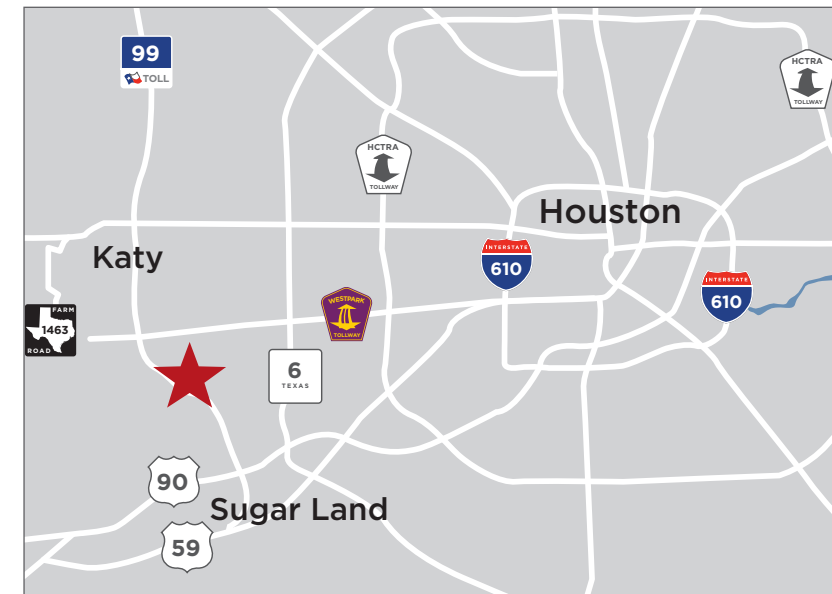 99
TOLL
HCTRA
TOLLWAY
HCTRA
TOLLWAY
Houston
Katy
INTERSTATE
610
INTERSTATE
610
WESTPARK
TOLLWAY
FARM
1463
ROAD
6
TEXAS
90
Sugar Land
59